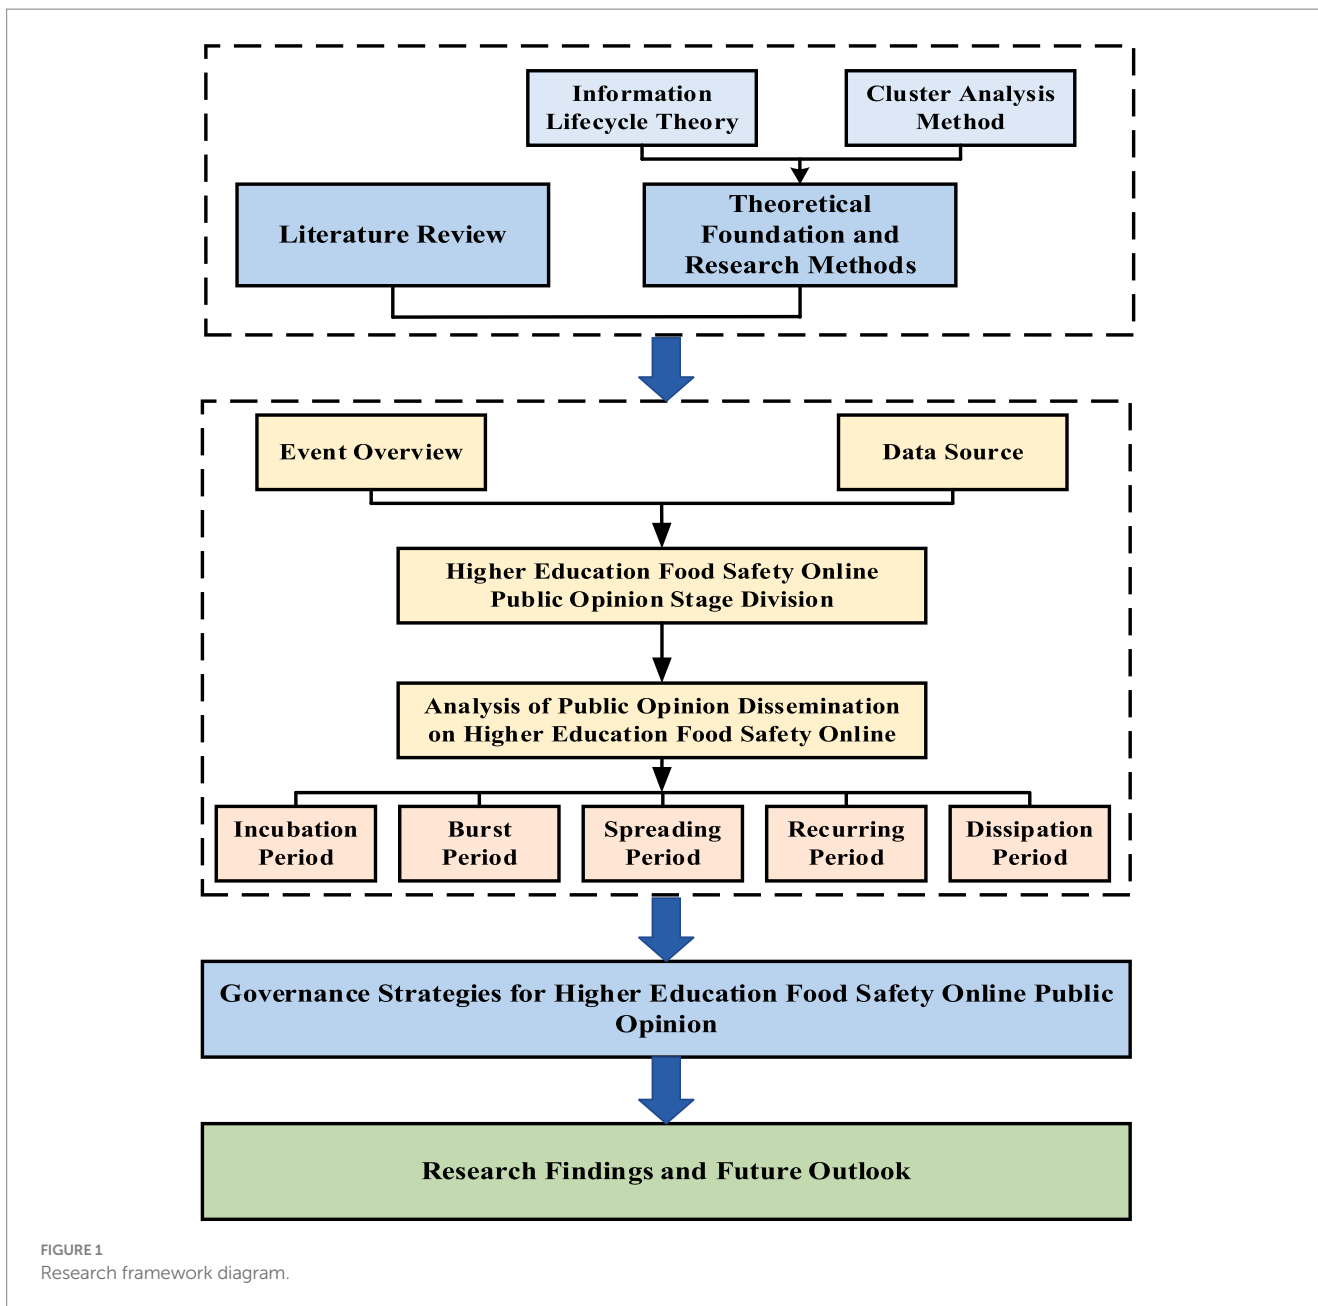 Information
Lifecycle Theory
Cluster Analysis
Method
Literature Review
Theoretical
Foundation and
Research Methods
Event Overview
Data Source
Higher Education Food Safety Online
Public Opinion Stage Division
Analysis of Public Opinion Dissemination
on Higher Education Food Safety Online
Incubation
Period
Burst
Period
Spreading
Period
Recurring
Period
Dissipation
Period
Governance Strategies for Higher Education Food Safety Online Public
Opinion
Research Findings and Future Outlook
FIGURE 1
Research framework diagram.